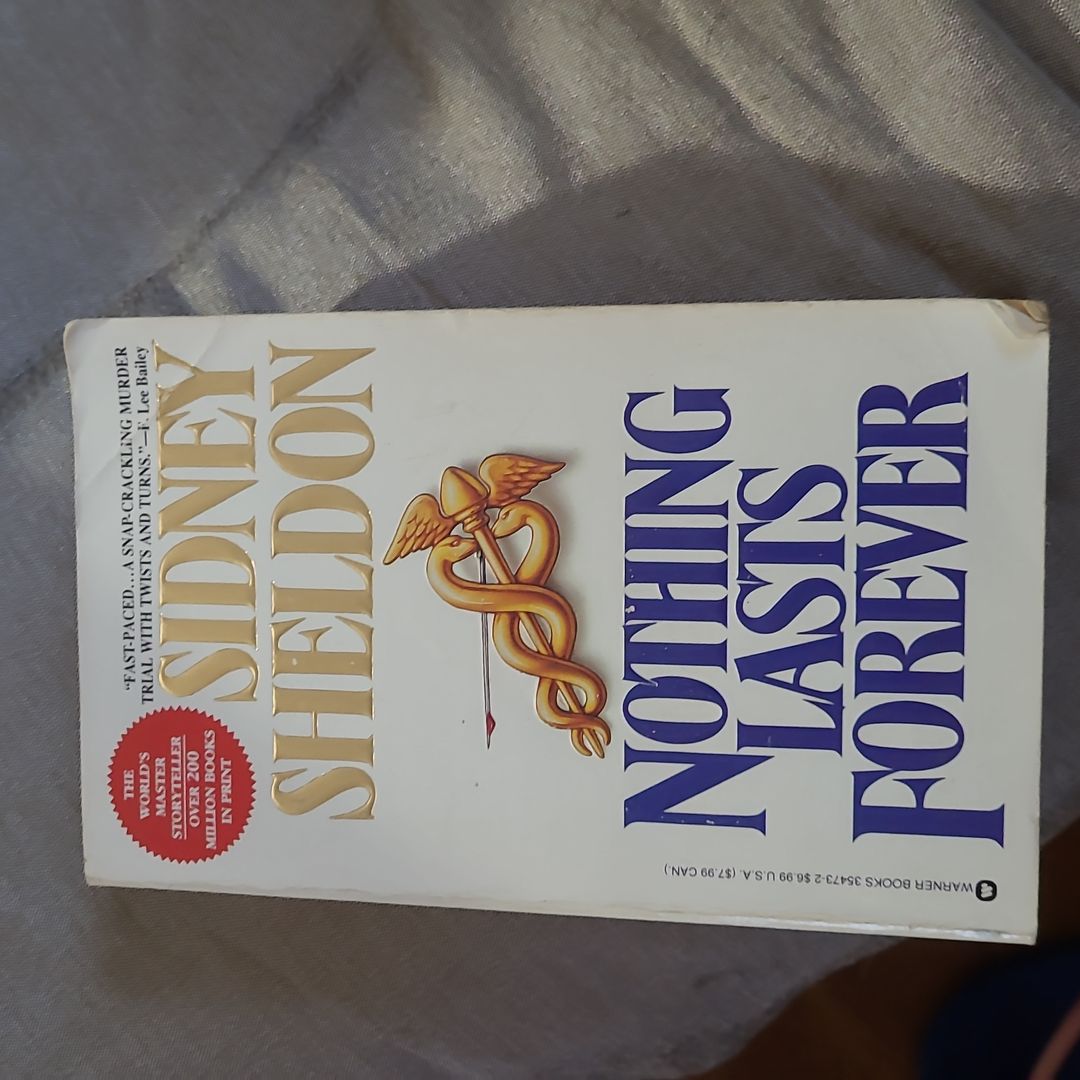 "FAST-PACED...A SNAP-CRACKLING MURDER
TRIAL WITH TWISTS AND TURNS."—F. Lee Bailey
THE
WORLD'S
MASTER
STORYTELLER
OVER 200
MILLION BOOKS
IN PRINT
SIDNEY
SHELDON
NOTHING
LASTS
FOREVER
WARNER BOOKS 35473-2 $6.99 U.S.A. ($7.99 CAN.)